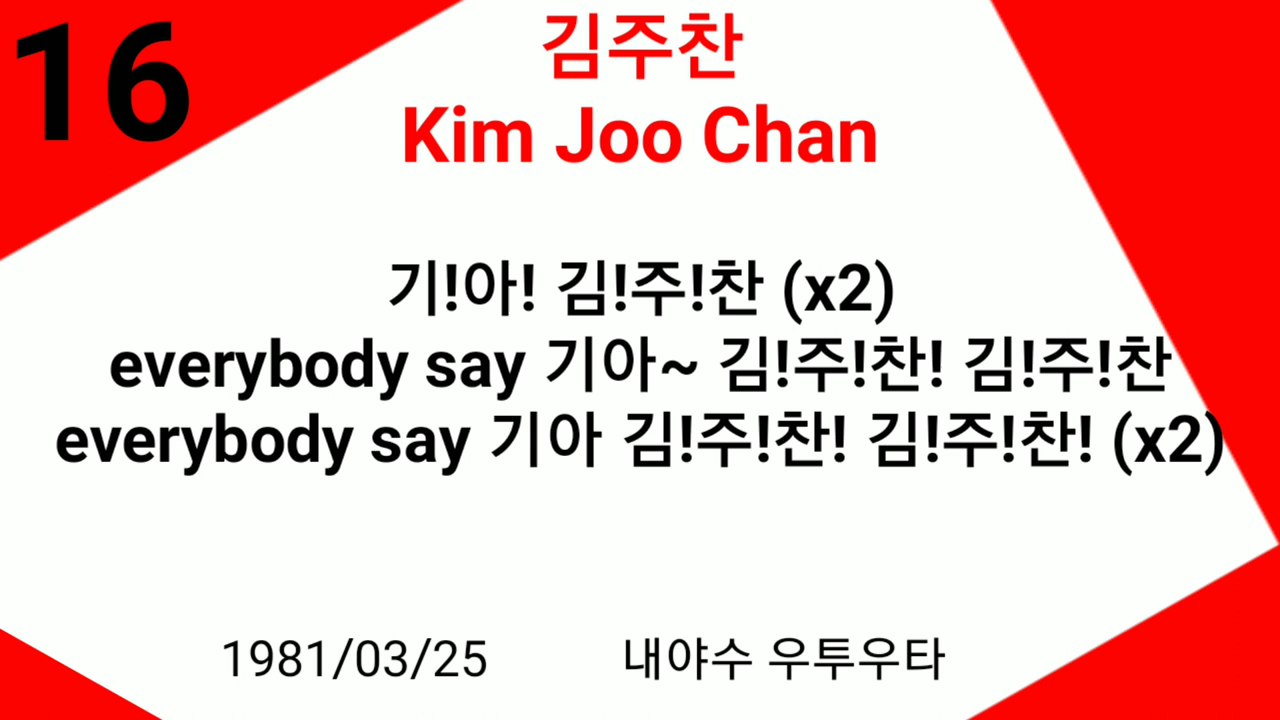 16
김주찬
Kim Joo Chan
기!아! 김!주!찬 (x2)
everybody say 기아~ 김!주!찬! 김!주!찬
everybody say 기아 김!주!찬! 김!주!찬! (x2)
1981/03/25 내야수 우투우타